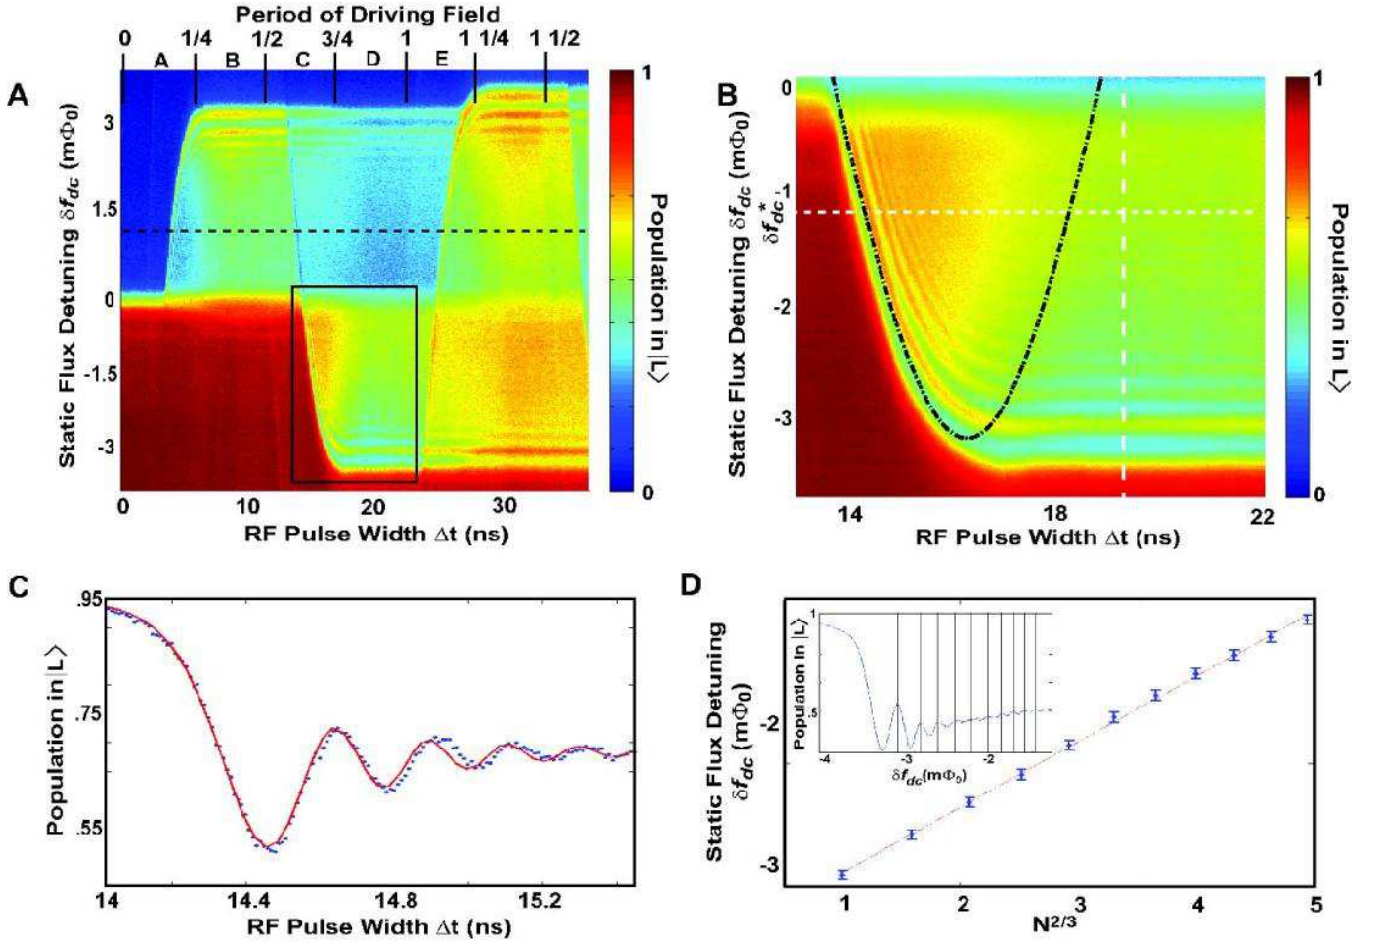 Period of Driving Field
0 1/4 1/2 3/4 1 1 1/4 1 1/2
A B C D E
A
Static Flux Detuning δf_dc (mΦ₀)
3
1.5
0
-1.5
-3
0 10 20 30
RF Pulse Width Δt (ns)
1
Population in |L⟩
0
B
Static Flux Detuning δf_dc (mΦ₀)
δf_dc*
0
-1
-2
-3
14 18 22
RF Pulse Width Δt (ns)
1
Population in |L⟩
0
C
Population in |L⟩
.95
.75
.55
14 14.4 14.8 15.2
RF Pulse Width Δt (ns)
D
Static Flux Detuning
δf_dc (mΦ₀)
-2
-3
1 2 3 4 5
N^2/3
Population in |L⟩
1
.5
-4 -3 -2
δf_dc(mΦ₀)